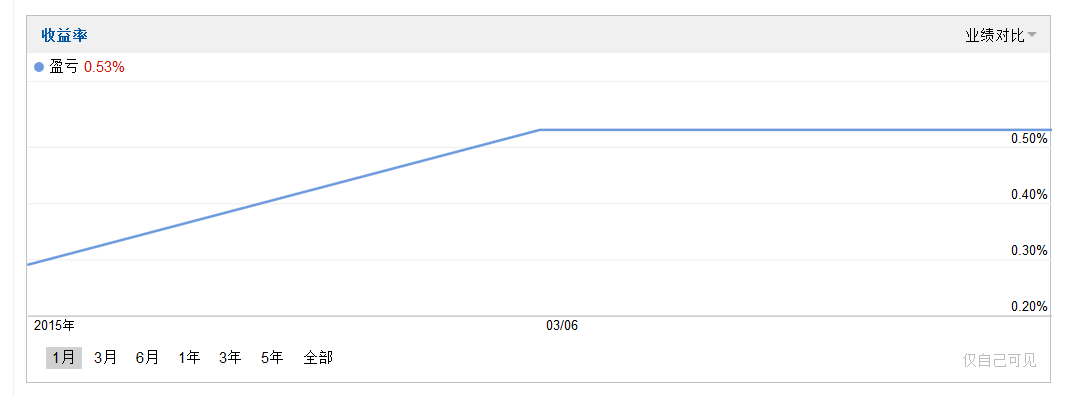 收益率 业绩对比
盈亏 0.53%
0.50%
0.40%
0.30%
0.20%
2015年 03/06
1月 3月 6月 1年 3年 5年 全部
仅自己可见